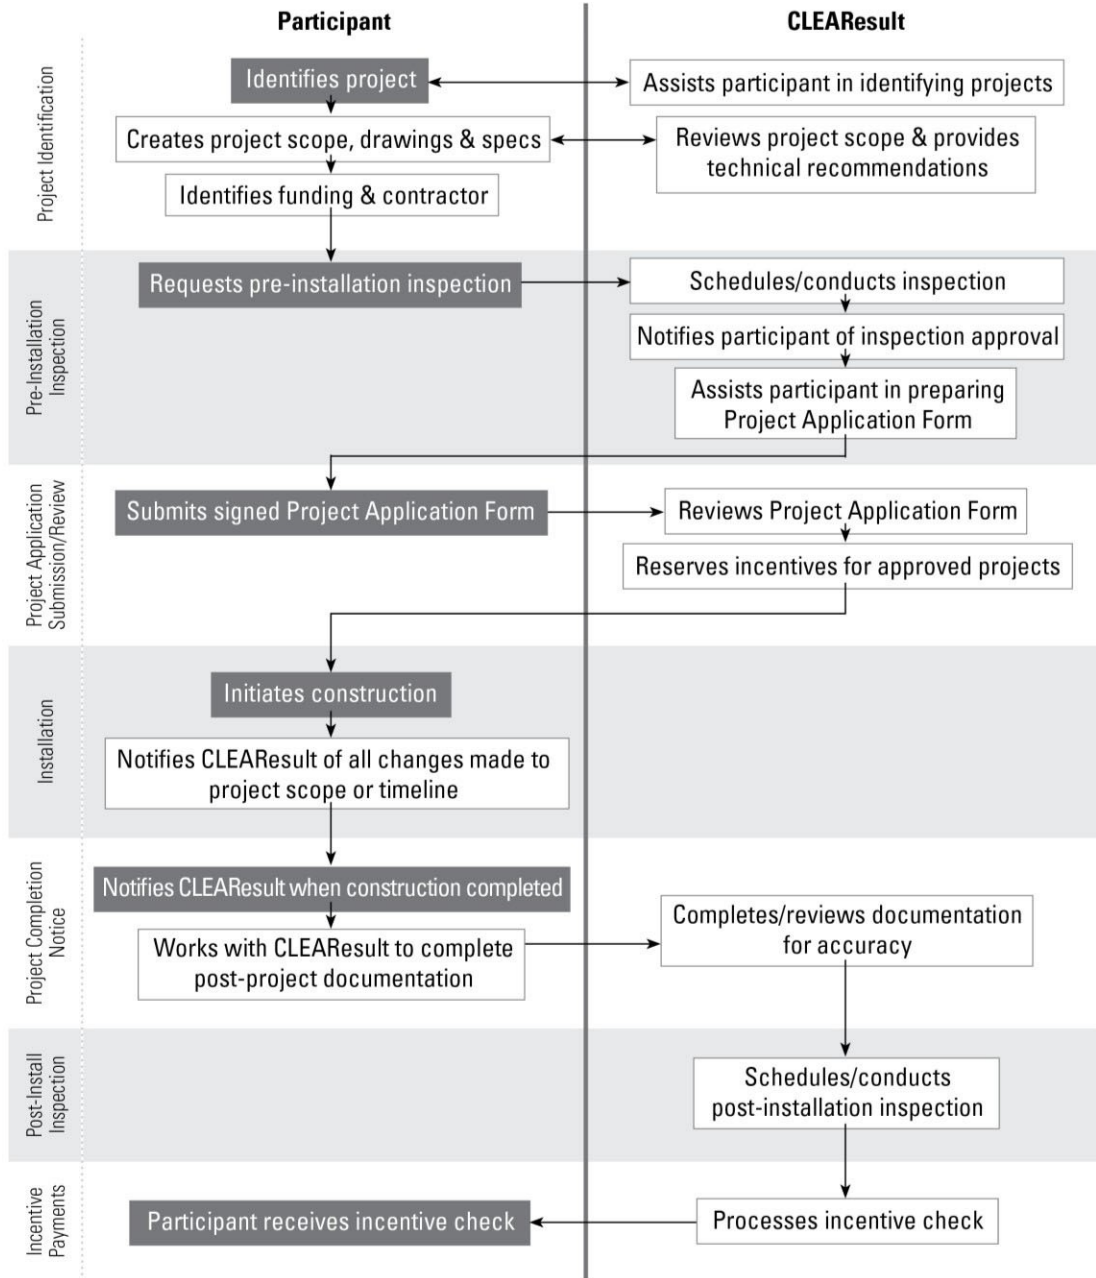 Participant
CLEAResult
Project Identification
Identifies project
Assists participant in identifying projects
Creates project scope, drawings & specs
Reviews project scope & provides
technical recommendations
Identifies funding & contractor
Pre-Installation
Inspection
Requests pre-installation inspection
Schedules/conducts inspection
Notifies participant of inspection approval
Assists participant in preparing
Project Application Form
Project Application
Submission/Review
Submits signed Project Application Form
Reviews Project Application Form
Reserves incentives for approved projects
Installation
Initiates construction
Notifies CLEAResult of all changes made to
project scope or timeline
Project Completion
Notice
Notifies CLEAResult when construction completed
Works with CLEAResult to complete
post-project documentation
Completes/reviews documentation
for accuracy
Post-Install
Inspection
Schedules/conducts
post-installation inspection
Incentive
Payments
Participant receives incentive check
Processes incentive check